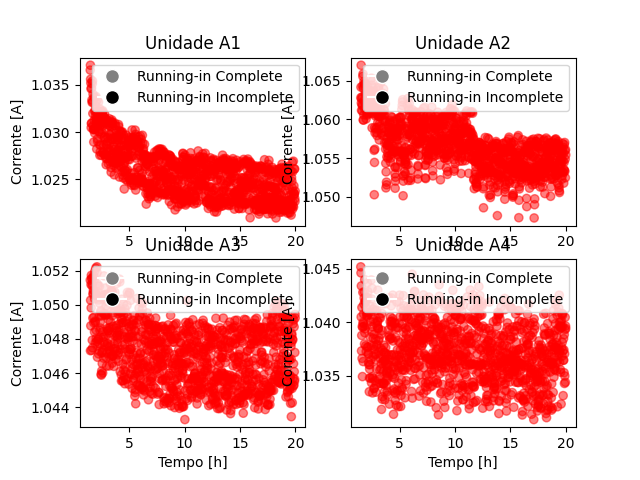 Unidade A1
Unidade A2
Corrente [A]
1.035
1.030
1.025
Running-in Complete
Running-in Incomplete
5
10
15
20
Corrente [A]
1.065
1.060
1.055
1.050
Running-in Complete
Running-in Incomplete
5
10
15
20
Unidade A3
Unidade A4
Corrente [A]
1.052
1.050
1.048
1.046
1.044
Running-in Complete
Running-in Incomplete
5
10
15
20
Tempo [h]
Corrente [A]
1.045
1.040
1.035
Running-in Complete
Running-in Incomplete
5
10
15
20
Tempo [h]